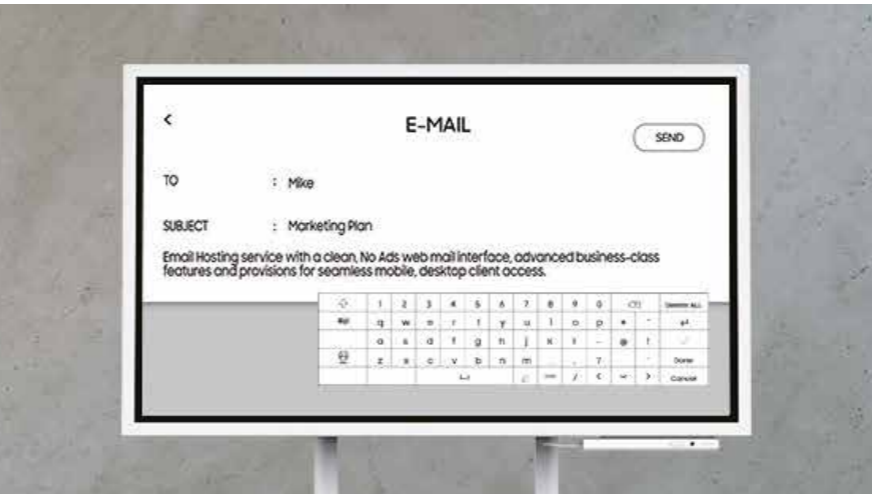 E-MAIL
SEND
TO : Mike
SUBJECT : Marketing Plan
Email Hosting service with a clean, No Ads web mail interface, advanced business-class
features and provisions for seamless mobile, desktop client access.
1 2 3 4 5 6 7 8 9 0
q w e r t y u i o p
a s d f g h j k l - @ !
z x c v b n m , . ?
Done
/ < >
Cancel